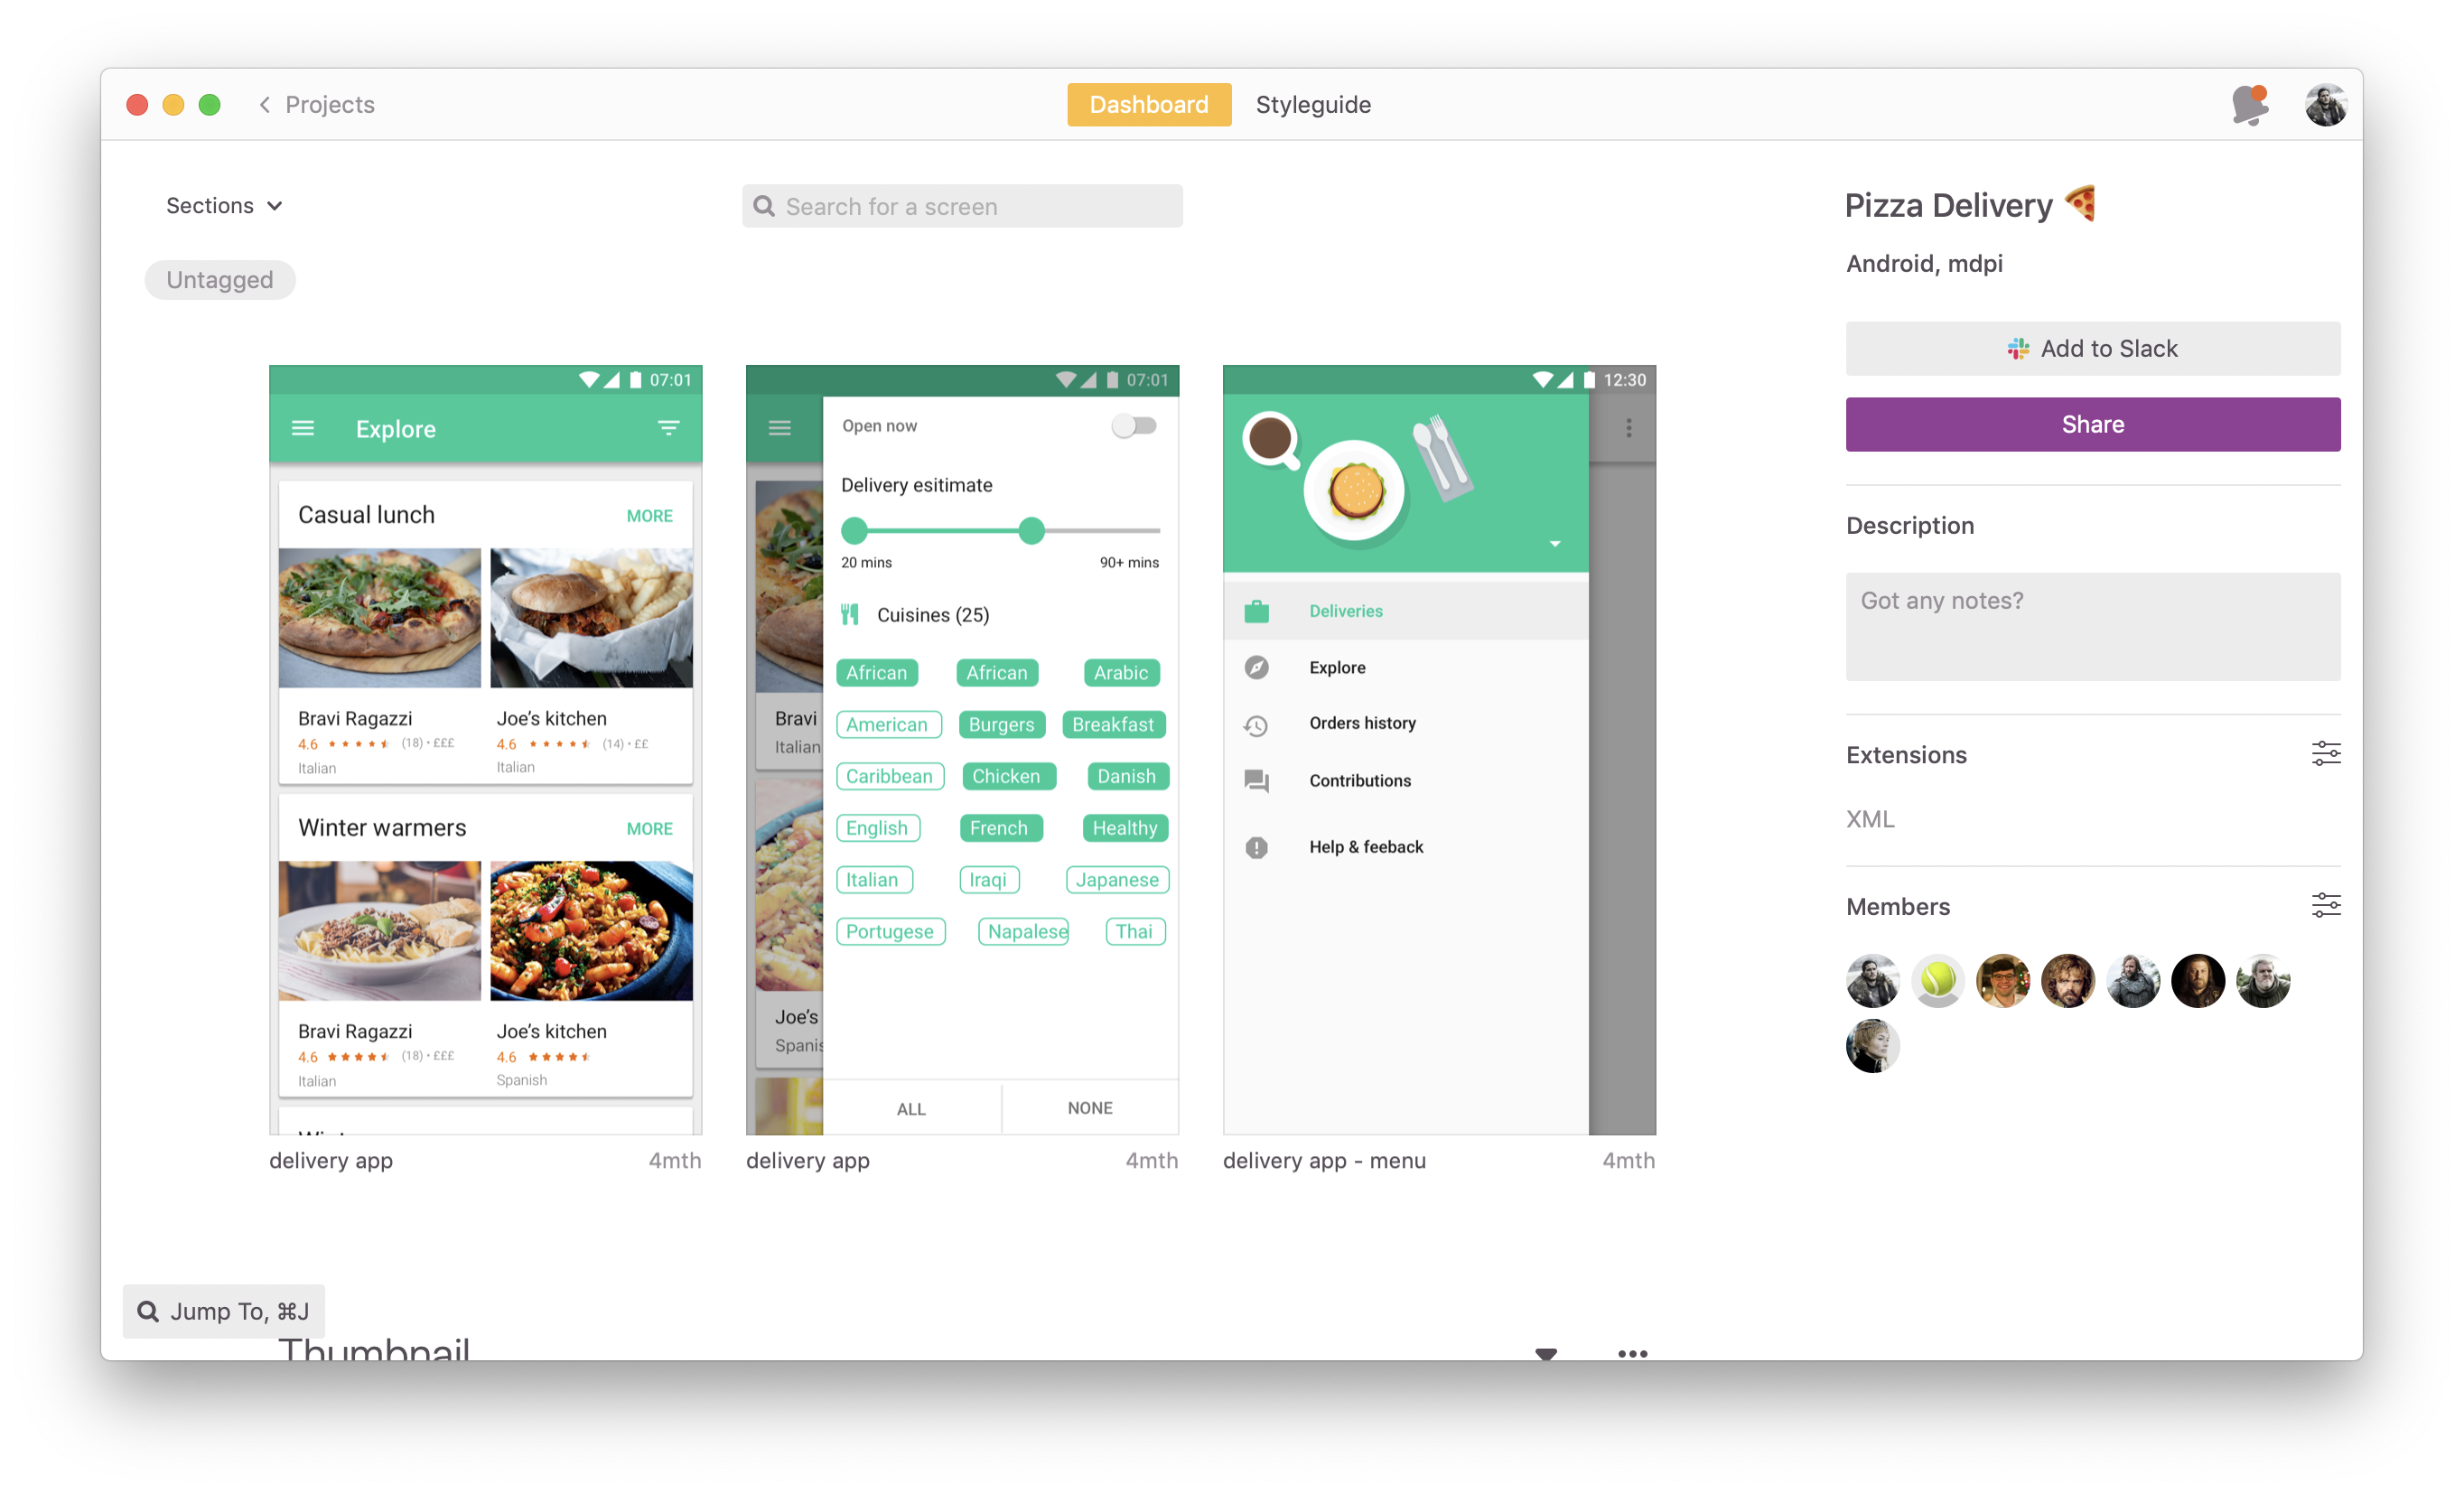 Projects
Dashboard
Styleguide
Sections
Search for a screen
Untagged
07:01
Explore
Casual lunch
MORE
Bravi Ragazzi
4.6 (18) • £££
Italian
Joe’s kitchen
4.6 (14) • ££
Italian
Winter warmers
MORE
Bravi Ragazzi
4.6 (18) • £££
Italian
Joe’s kitchen
4.6
Spanish
delivery app 4mth
07:01
Bravi
Italian
Joe’s
Open now
Delivery esitimate
20 mins 90+ mins
Cuisines (25)
African African Arabic
American Burgers Breakfast
Caribbean Chicken Danish
English French Healthy
Italian Iraqi Japanese
Portugese Napalese Thai
ALL NONE
delivery app 4mth
12:30
Deliveries
Explore
Orders history
Contributions
Help & feeback
delivery app - menu 4mth
Jump To, ⌘J
Thumbnail
Pizza Delivery 🍕
Android, mdpi
Add to Slack
Share
Description
Got any notes?
Extensions
XML
Members